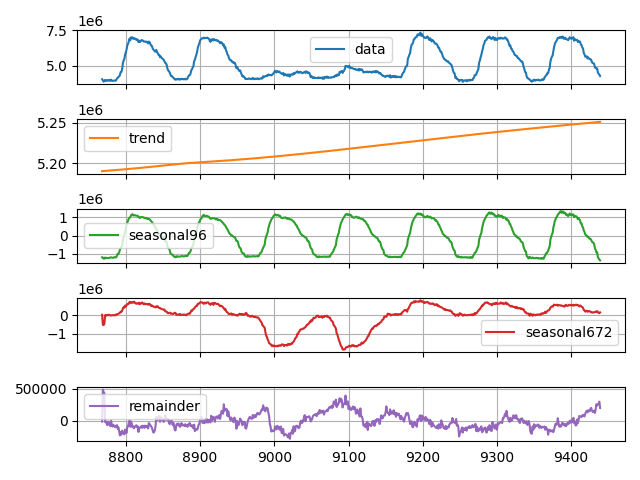 1e6
7.5
5.0
data
1e6
5.25
5.20
trend
1e6
1
0
−1
seasonal96
1e6
0
−1
seasonal672
500000
0
remainder
8800 8900 9000 9100 9200 9300 9400